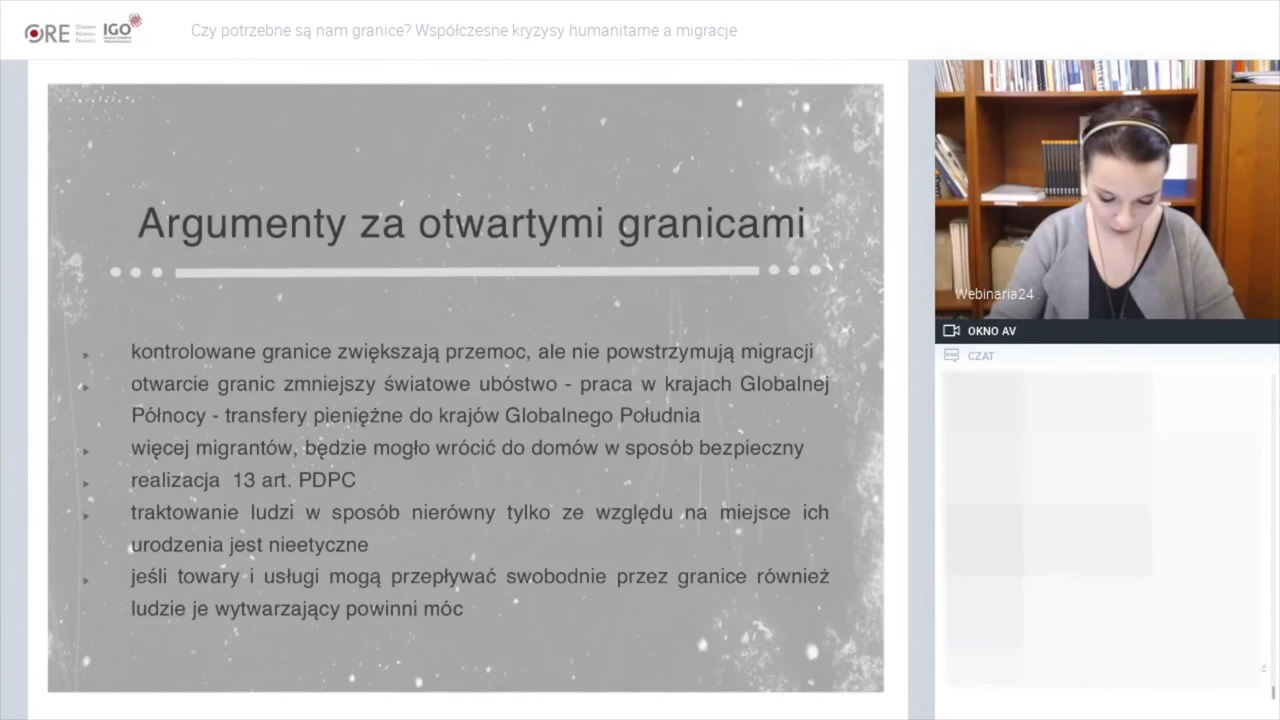 ORE
IGO
Czy potrzebne są nam granice? Współczesne kryzysy humanitarne a migracje
Argumenty za otwartymi granicami
kontrolowane granice zwiększają przemoc, ale nie powstrzymują migracji
otwarcie granic zmniejszy światowe ubóstwo - praca w krajach Globalnej
Północy - transfery pieniężne do krajów Globalnego Południa
więcej migrantów, będzie mogło wrócić do domów w sposób bezpieczny
realizacja 13 art. PDPC
traktowanie ludzi w sposób nierówny tylko ze względu na miejsce ich
urodzenia jest nieetyczne
jeśli towary i usługi mogą przepływać swobodnie przez granice również
ludzie je wytwarzający powinni móc
Webinaria24 .
OKNO AV
CZAT